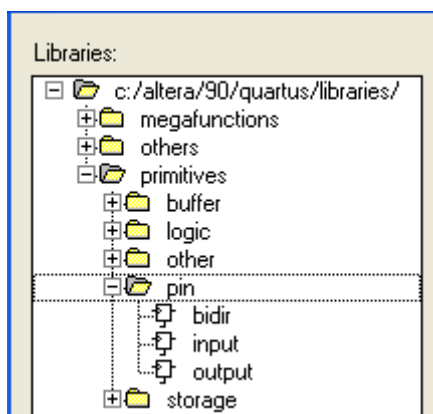 Libraries:
c:/altera/90/quartus/libraries/
megafunctions
others
primitives
buffer
logic
other
pin
bidir
input
output
storage